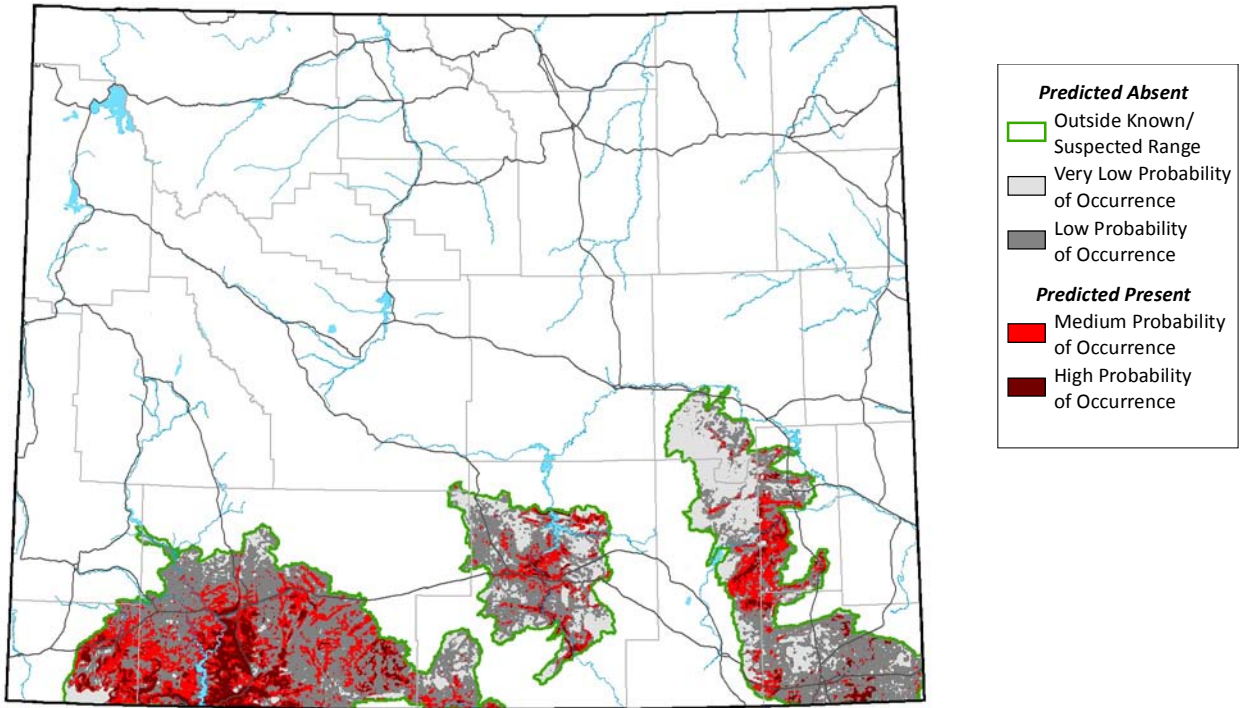 Predicted Absent
Outside Known/
Suspected Range
Very Low Probability
of Occurrence
Low Probability
of Occurrence
Predicted Present
Medium Probability
of Occurrence
High Probability
of Occurrence